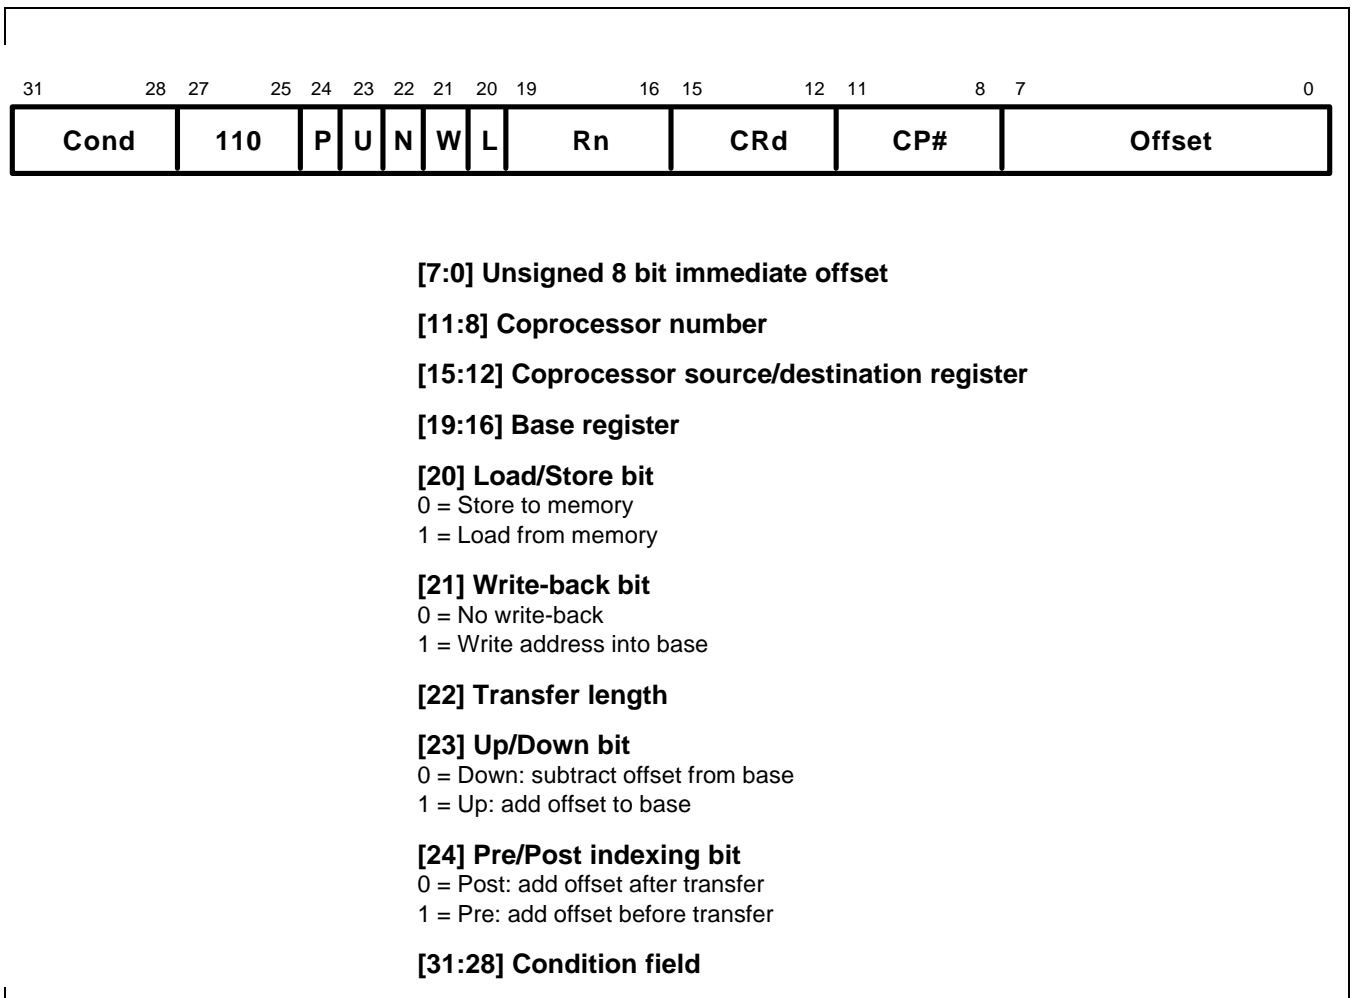 31 28 27 25 24 23 22 21 20 19 16 15 12 11 8 7 0
Cond 110 P U N W L Rn CRd CP# Offset
[7:0] Unsigned 8 bit immediate offset
[11:8] Coprocessor number
[15:12] Coprocessor source/destination register
[19:16] Base register
[20] Load/Store bit
0 = Store to memory
1 = Load from memory
[21] Write-back bit
0 = No write-back
1 = Write address into base
[22] Transfer length
[23] Up/Down bit
0 = Down: subtract offset from base
1 = Up: add offset to base
[24] Pre/Post indexing bit
0 = Post: add offset after transfer
1 = Pre: add offset before transfer
[31:28] Condition field